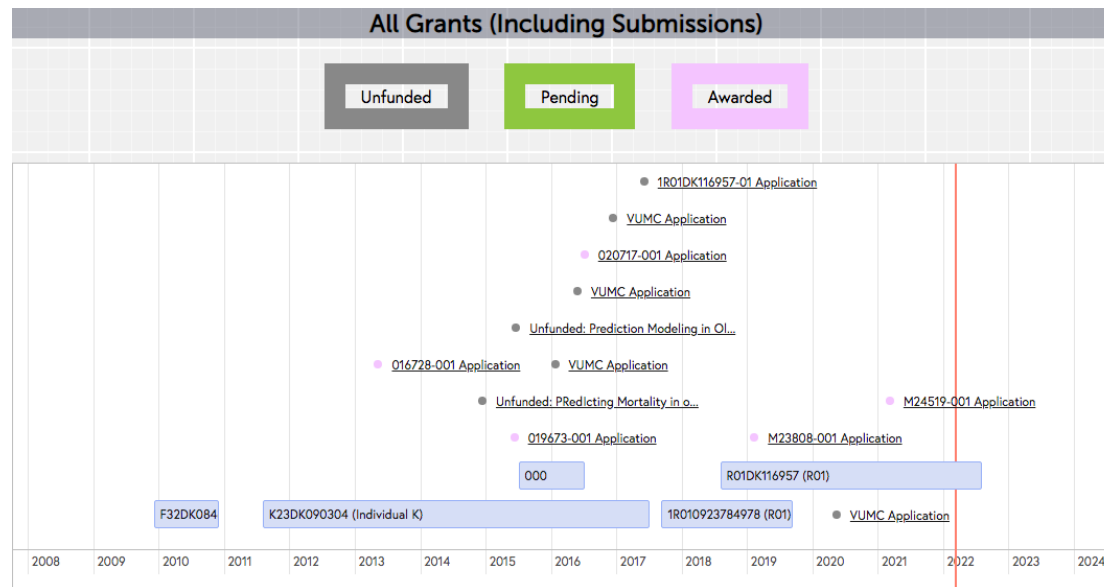 All Grants (Including Submissions)
Unfunded
Pending
Awarded
1R01DK116957-01 Application
VUMC Application
020717-001 Application
VUMC Application
Unfunded: Prediction Modeling in Ol...
016728-001 Application
VUMC Application
Unfunded: PRedIcting Mortality in o...
M24519-001 Application
019673-001 Application
M23808-001 Application
000
R01DK116957 (R01)
F32DK084
K23DK090304 (Individual K)
1R010923784978 (R01)
VUMC Application
2008 2009 2010 2011 2012 2013 2014 2015 2016 2017 2018 2019 2020 2021 2022 2023 2024